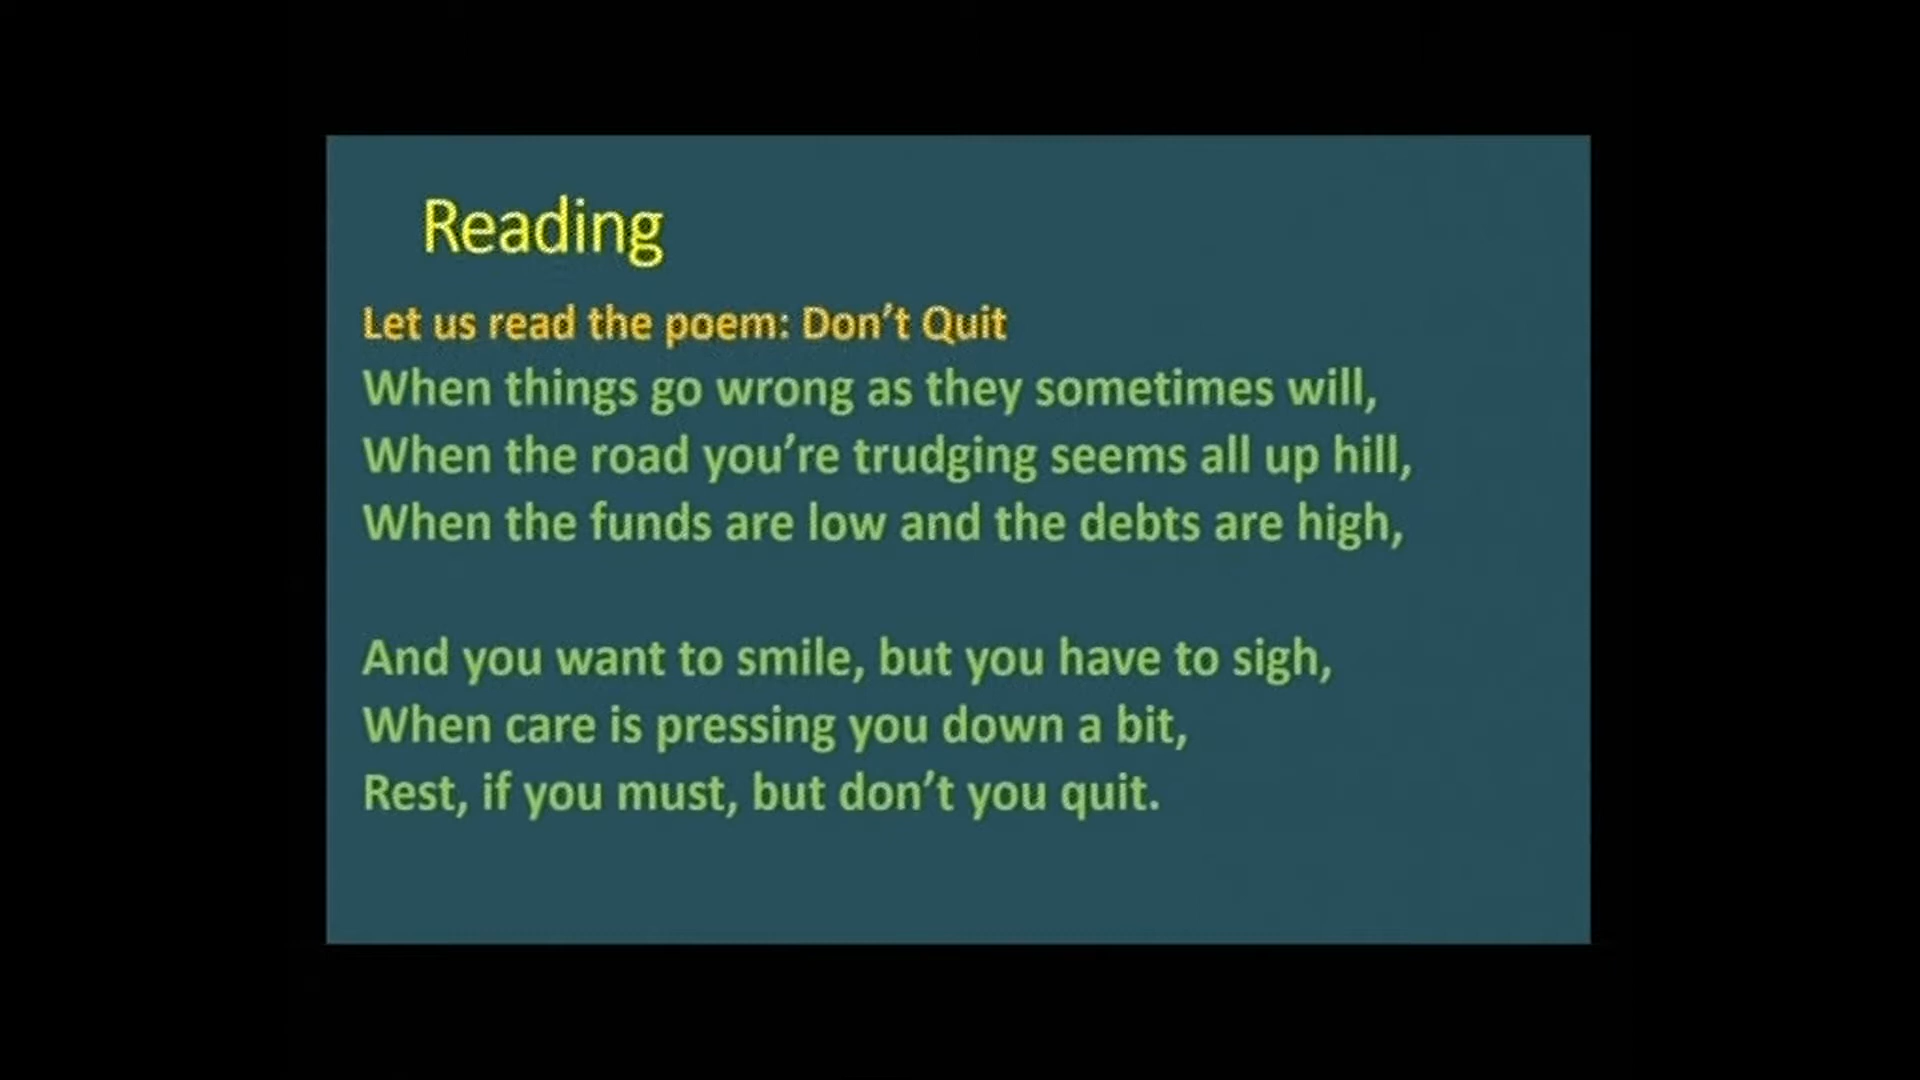 Reading
Let us read the poem: Don’t Quit
When things go wrong as they sometimes will,
When the road you’re trudging seems all up hill,
When the funds are low and the debts are high,
And you want to smile, but you have to sigh,
When care is pressing you down a bit,
Rest, if you must, but don’t you quit.